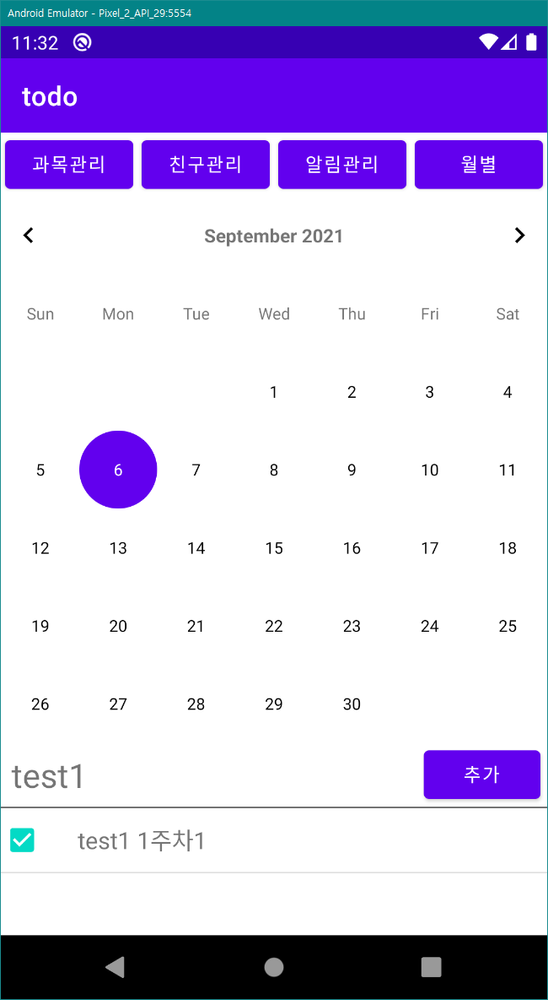 Android Emulator - Pixel_2_API_29:5554
11:32
todo
과목관리 친구관리 알림관리 월별
September 2021
Sun Mon Tue Wed Thu Fri Sat
1 2 3 4
5 6 7 8 9 10 11
12 13 14 15 16 17 18
19 20 21 22 23 24 25
26 27 28 29 30
test1 추가
test1 1주차1